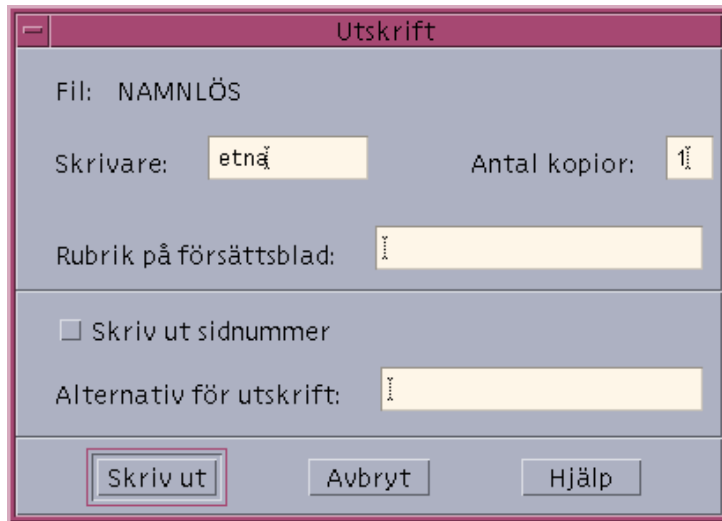 Utskrift
Fil: NAMNLÖS
Skrivare: etna Antal kopior: 1
Rubrik på försättsblad:
Skriv ut sidnummer
Alternativ för utskrift:
Skriv ut Avbryt Hjälp